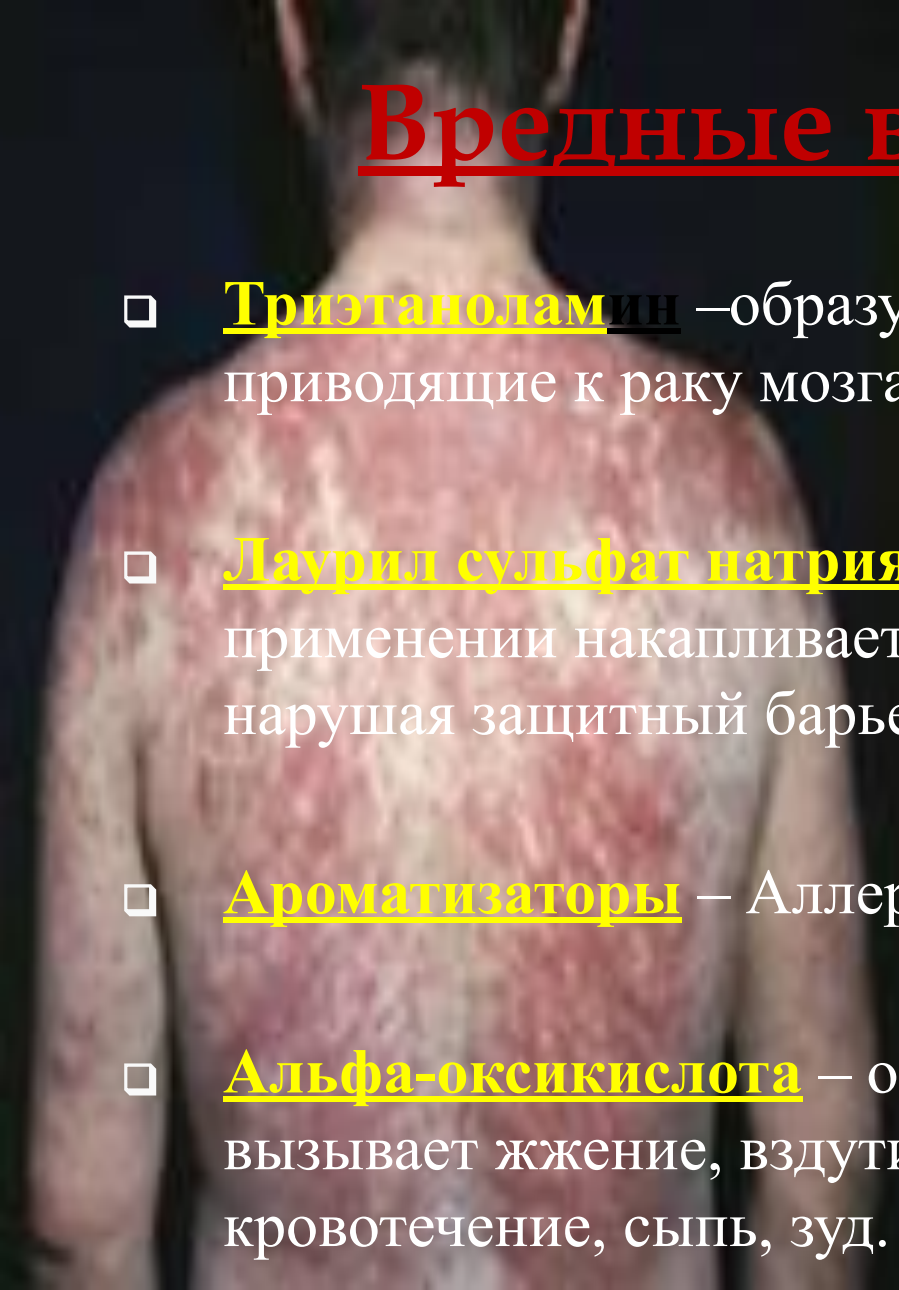 Вредные в
❑ Триэтаноламин –образу
приводящие к раку мозга
❑ Лаурил сульфат натрия
применении накапливает
нарушая защитный барье
❑ Ароматизаторы – Аллер
❑ Альфа-оксикислота – о
вызывает жжение, вздути
кровотечение, сыпь, зуд.